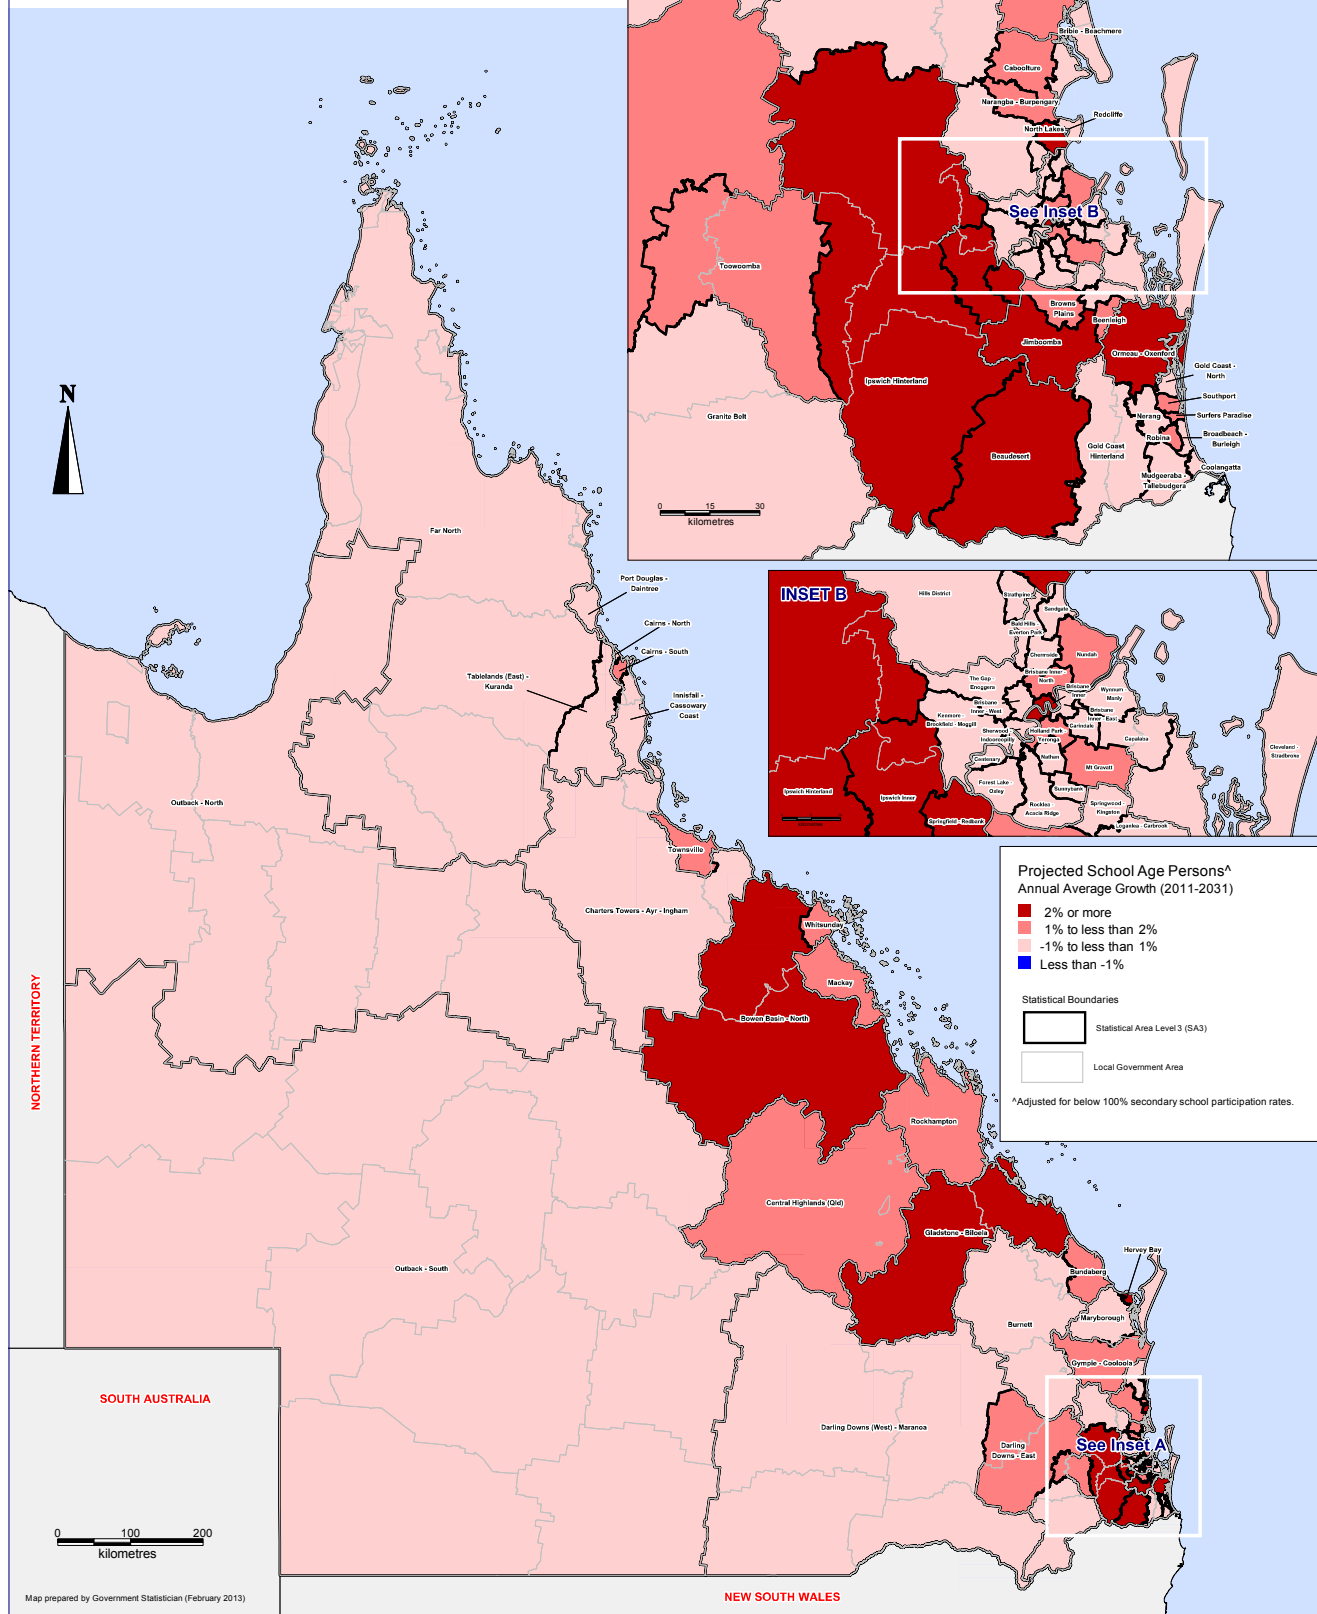 Bribie - Beachmere
Caboolture
Narangba - Burpengary
Redcliffe
North Lakes
See Inset B
Toowoomba
Browns
Plains
Beenleigh
Jimboomba
Ormeau - Oxenford
Gold Coast -
North
Ipswich Hinterland
Southport
Granite Belt
Nerang
Surfers Paradise
Broadbeach -
Burleigh
Robina
Gold Coast
Hinterland
Beaudesert
Coolangatta
Mudgeeraba -
Tallebudgera
0 15 30
kilometres
N
Far North
Port Douglas -
Daintree
Cairns - North
Cairns - South
Tablelands (East) -
Kuranda
Innisfail -
Cassowary
Coast
INSET B
Hills District
Strathpine
Sandgate
Bald Hills -
Everton Park
Chermside
Nundah
Brisbane Inner -
North
The Gap -
Enoggera
Brisbane
Inner
Wynnum
Manly
Brisbane
Inner - West
Brisbane
Inner - East
Kenmore -
Brookfield - Moggill
Carindale
Sherwood -
Indooroopilly
Holland Park -
Yeronga
Capalaba
Cleveland -
Stradbroke
Centenary
Nathan
Mt Gravatt
Forest Lake -
Oxley
Sunnybank
Ipswich Hinterland
Ipswich Inner
Rocklea -
Acacia Ridge
Springwood -
Kingston
Springfield - Redbank
Loganlea - Carbrook
Outback - North
Townsville
Charters Towers - Ayr - Ingham
Whitsunday
Mackay
Bowen Basin - North
Projected School Age Persons^
Annual Average Growth (2011-2031)
2% or more
1% to less than 2%
-1% to less than 1%
Less than -1%
Statistical Boundaries
Statistical Area Level 3 (SA3)
Local Government Area
^Adjusted for below 100% secondary school participation rates.
NORTHERN TERRITORY
Rockhampton
Central Highlands (Qld)
Gladstone - Biloela
Hervey Bay
Outback - South
Bundaberg
Maryborough
Burnett
Gympie - Cooloola
SOUTH AUSTRALIA
Darling Downs (West) - Maranoa
Darling
Downs - East
See Inset A
0 100 200
kilometres
Map prepared by Government Statistician (February 2013)
NEW SOUTH WALES